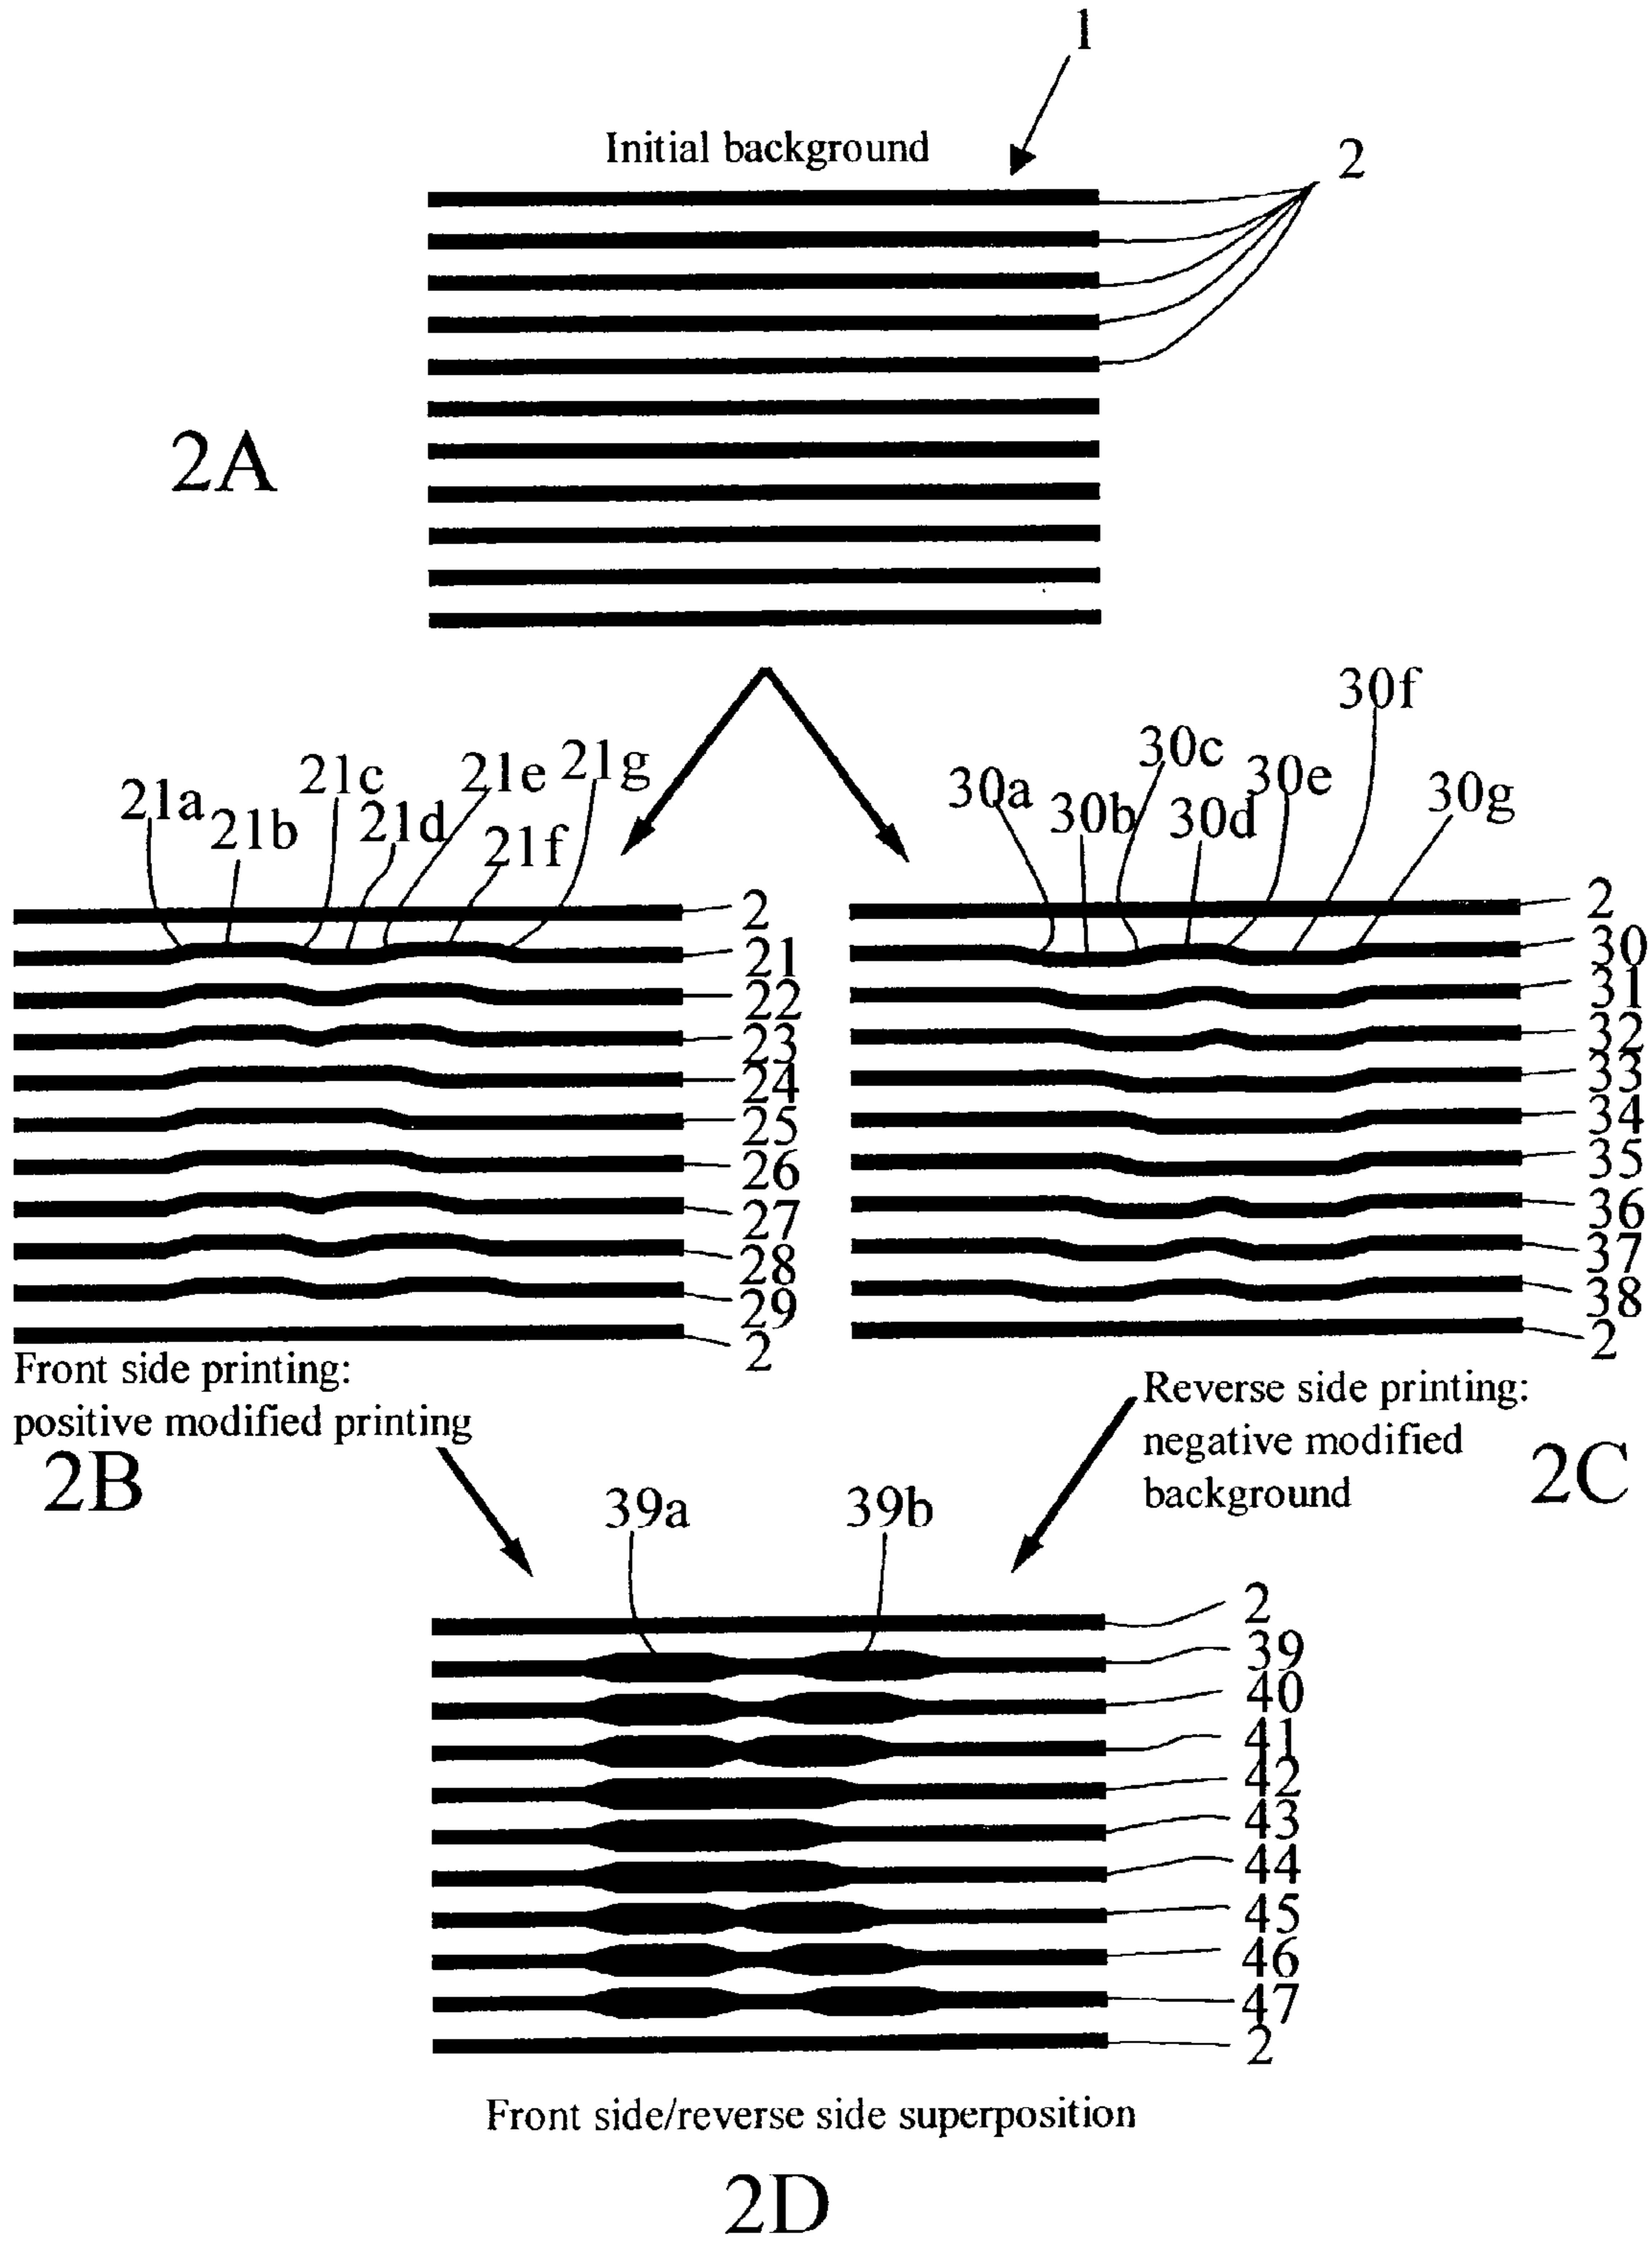 1
Initial background
2
2A
21a
21b
21c
21d
21e
21f
21g
30a
30b
30c
30d
30e
30f
30g
2
21
22
23
24
25
26
27
28
29
2
2
30
31
32
33
34
35
36
37
38
2
Front side printing:
positive modified printing
2B
Reverse side printing:
negative modified
background
2C
39a
39b
2
39
40
41
42
43
44
45
46
47
2
Front side/reverse side superposition
2D